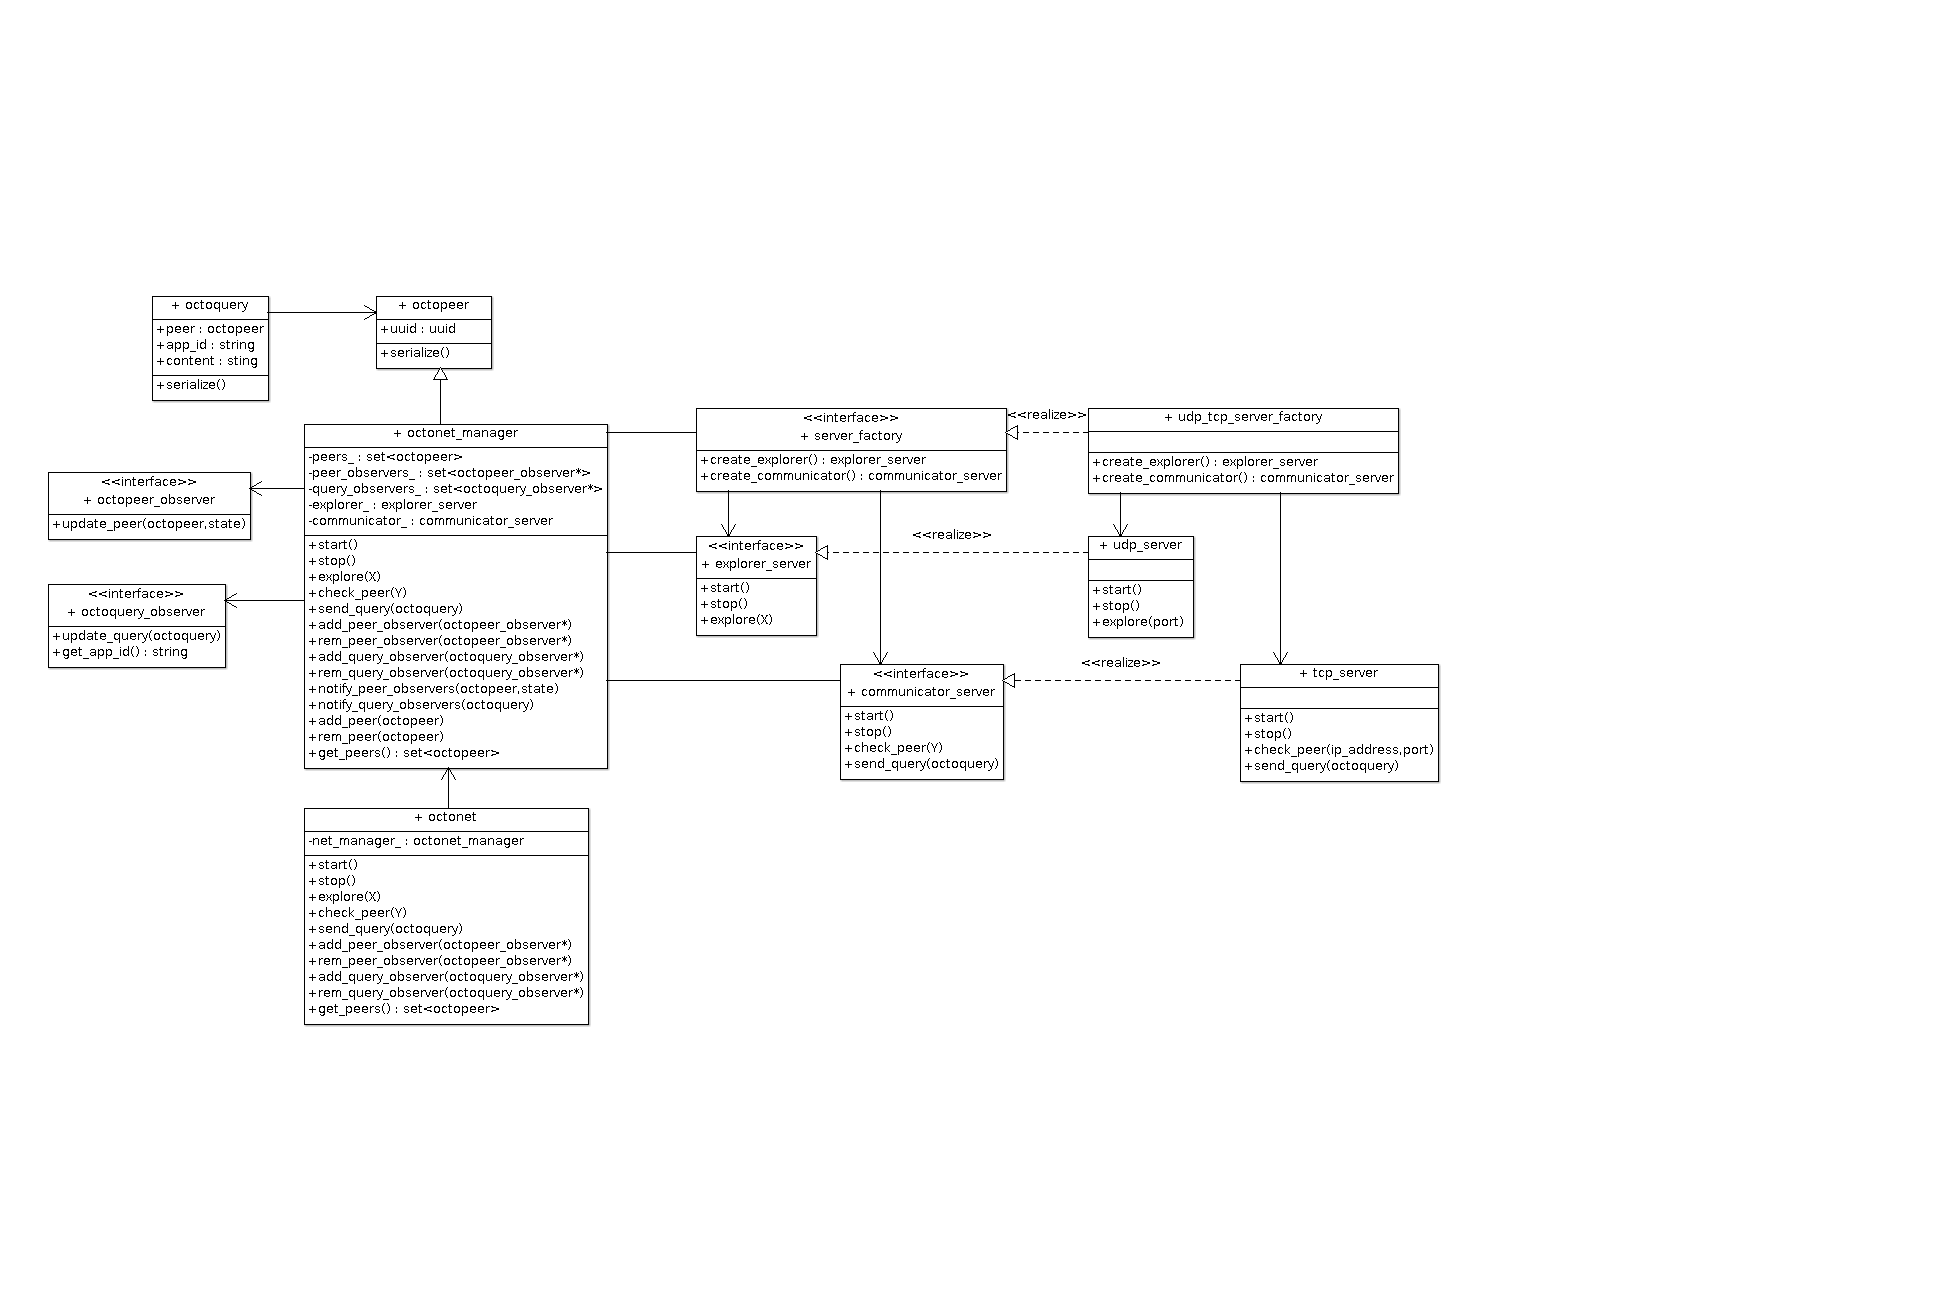 + octoquery
+peer : octopeer
+app_id : string
+content : sting
+serialize()
+ octopeer
+uuid : uuid
+serialize()
+ octonet_manager
-peers_ : set<octopeer>
-peer_observers_ : set<octopeer_observer*>
-query_observers_ : set<octoquery_observer*>
-explorer_ : explorer_server
-communicator_ : communicator_server
+start()
+stop()
+explore(X)
+check_peer(Y)
+send_query(octoquery)
+add_peer_observer(octopeer_observer*)
+rem_peer_observer(octopeer_observer*)
+add_query_observer(octoquery_observer*)
+rem_query_observer(octoquery_observer*)
+notify_peer_observers(octopeer,state)
+notify_query_observers(octoquery)
+add_peer(octopeer)
+rem_peer(octopeer)
+get_peers() : set<octopeer>
<<interface>>
+ octopeer_observer
+update_peer(octopeer,state)
<<interface>>
+ octoquery_observer
+update_query(octoquery)
+get_app_id() : string
+ octonet
-net_manager_ : octonet_manager
+start()
+stop()
+explore(X)
+check_peer(Y)
+send_query(octoquery)
+add_peer_observer(octopeer_observer*)
+rem_peer_observer(octopeer_observer*)
+add_query_observer(octoquery_observer*)
+rem_query_observer(octoquery_observer*)
+get_peers() : set<octopeer>
<<interface>>
+ server_factory
+create_explorer() : explorer_server
+create_communicator() : communicator_server
<<realize>>
+ udp_tcp_server_factory
+create_explorer() : explorer_server
+create_communicator() : communicator_server
<<interface>>
+ explorer_server
+start()
+stop()
+explore(X)
<<realize>>
+ udp_server
+start()
+stop()
+explore(port)
<<interface>>
+ communicator_server
+start()
+stop()
+check_peer(Y)
+send_query(octoquery)
<<realize>>
+ tcp_server
+start()
+stop()
+check_peer(ip_address,port)
+send_query(octoquery)